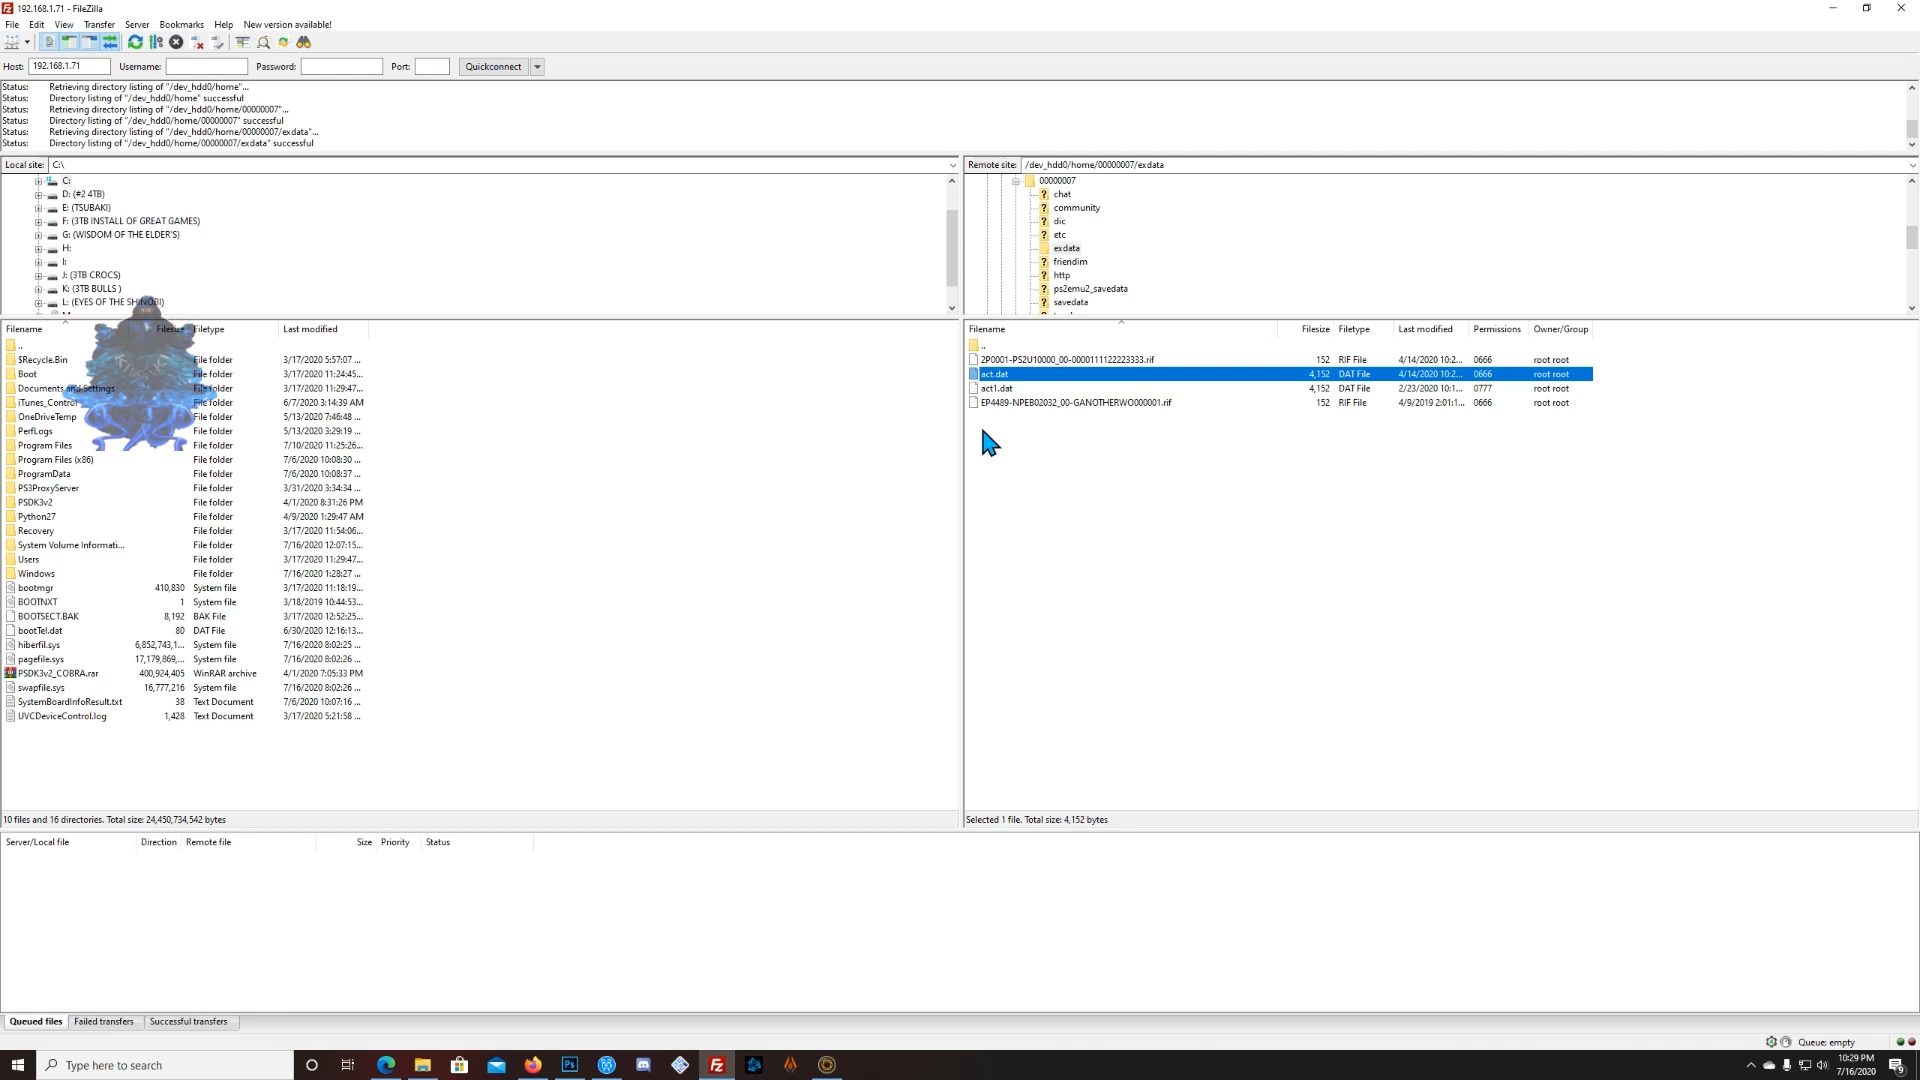 192.168.1.71 - FileZilla
File Edit View Transfer Server Bookmarks Help New version available!
Host: 192.168.1.71 Username: Password: Port: Quickconnect
Status: Retrieving directory listing of "/dev_hdd0/home"...
Status: Directory listing of "/dev_hdd0/home" successful
Status: Retrieving directory listing of "/dev_hdd0/home/00000007"...
Status: Directory listing of "/dev_hdd0/home/00000007" successful
Status: Retrieving directory listing of "/dev_hdd0/home/00000007/exdata"...
Status: Directory listing of "/dev_hdd0/home/00000007/exdata" successful
Local site: C:\
C:
D: (#2 4TB)
E: (TSUBAKI)
F: (3TB INSTALL OF GREAT GAMES)
G: (WISDOM OF THE ELDER'S)
H:
I:
J: (3TB CROCS)
K: (3TB BULLS )
L: (EYES OF THE SHINOBI)
Filename Filesize Filetype Last modified
..
$Recycle.Bin File folder 3/17/2020 5:57:07 ...
Boot File folder 3/17/2020 11:24:45...
Documents and Settings File folder 3/17/2020 11:29:47...
iTunes_Control File folder 6/7/2020 3:14:39 AM
OneDriveTemp File folder 5/13/2020 7:46:48 ...
PerfLogs File folder 5/13/2020 3:29:19 ...
Program Files File folder 7/10/2020 11:25:26...
Program Files (x86) File folder 7/6/2020 10:08:30 ...
ProgramData File folder 7/6/2020 10:08:37 ...
PS3ProxyServer File folder 3/31/2020 3:34:34 ...
PSDK3v2 File folder 4/1/2020 8:31:26 PM
Python27 File folder 4/9/2020 1:29:47 AM
Recovery File folder 3/17/2020 11:54:06...
System Volume Informati... File folder 7/16/2020 12:07:15...
Users File folder 3/17/2020 11:29:47...
Windows File folder 7/16/2020 1:28:27 ...
bootmgr 410,830 System file 3/17/2020 11:18:19...
BOOTNXT 1 System file 3/18/2019 10:44:53...
BOOTSECT.BAK 8,192 BAK File 3/17/2020 12:52:25...
bootTel.dat 80 DAT File 6/30/2020 12:16:13...
hiberfil.sys 6,852,743,1... System file 7/16/2020 8:02:25 ...
pagefile.sys 17,179,869,... System file 7/16/2020 8:02:26 ...
PSDK3v2_COBRA.rar 400,924,405 WinRAR archive 4/1/2020 7:05:33 PM
swapfile.sys 16,777,216 System file 7/16/2020 8:02:26 ...
SystemBoardInfoResult.txt 38 Text Document 7/6/2020 10:07:16 ...
UVCDeviceControl.log 1,428 Text Document 3/17/2020 5:21:58 ...
10 files and 16 directories. Total size: 24,450,734,542 bytes
Remote site: /dev_hdd0/home/00000007/exdata
00000007
? chat
? community
? dic
? etc
exdata
? friendim
? http
? ps2emu2_savedata
? savedata
Filename Filesize Filetype Last modified Permissions Owner/Group
..
2P0001-PS2U10000_00-0000111122223333.rif 152 RIF File 4/14/2020 10:2... 0666 root root
act.dat 4,152 DAT File 4/14/2020 10:2... 0666 root root
act1.dat 4,152 DAT File 2/23/2020 10:1... 0777 root root
EP4489-NPEB02032_00-GANOTHERWO000001.rif 152 RIF File 4/9/2019 2:01:1... 0666 root root
Selected 1 file. Total size: 4,152 bytes
Server/Local file Direction Remote file Size Priority Status
Queued files Failed transfers Successful transfers
Queue: empty
Type here to search
Ps
Fz
10:29 PM
7/16/2020
9